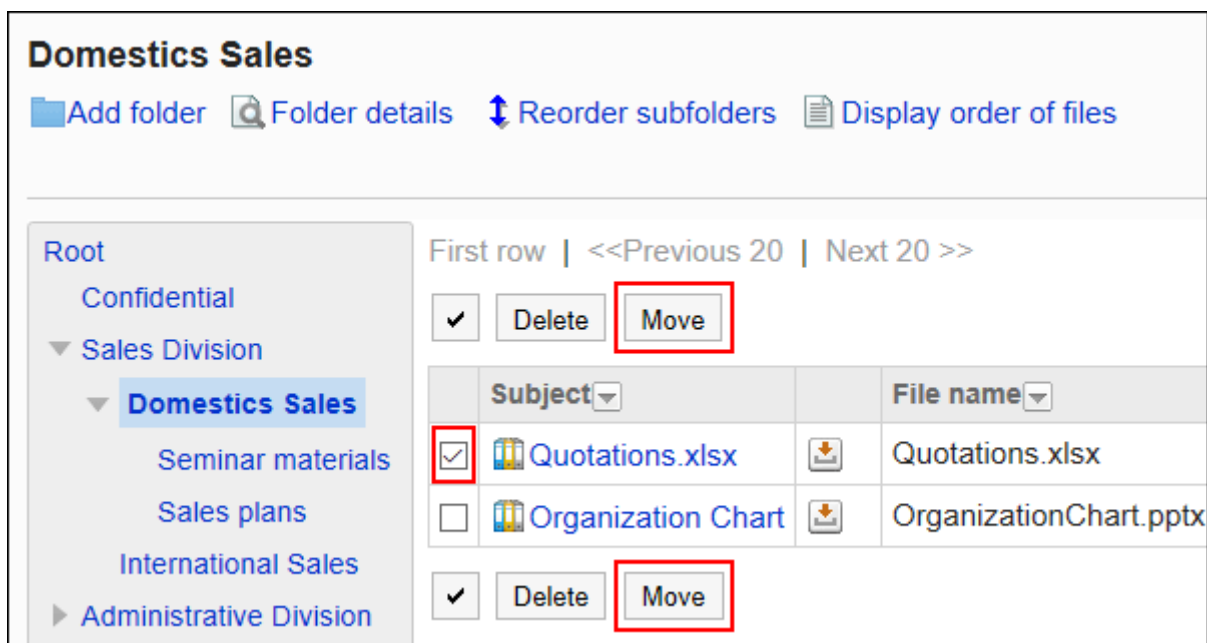 Domestics Sales
Add folder Folder details Reorder subfolders Display order of files
Root
Confidential
Sales Division
Domestics Sales
Seminar materials
Sales plans
International Sales
Administrative Division
First row | <<Previous 20 | Next 20 >>
Delete Move
Subject File name
Quotations.xlsx Quotations.xlsx
Organization Chart OrganizationChart.pptx
Delete Move